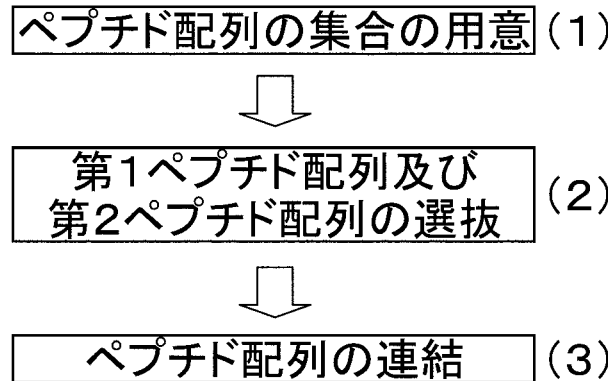 ペプチド配列の集合の用意 (1)
第1ペプチド配列及び
第2ペプチド配列の選抜 (2)
ペプチド配列の連結 (3)